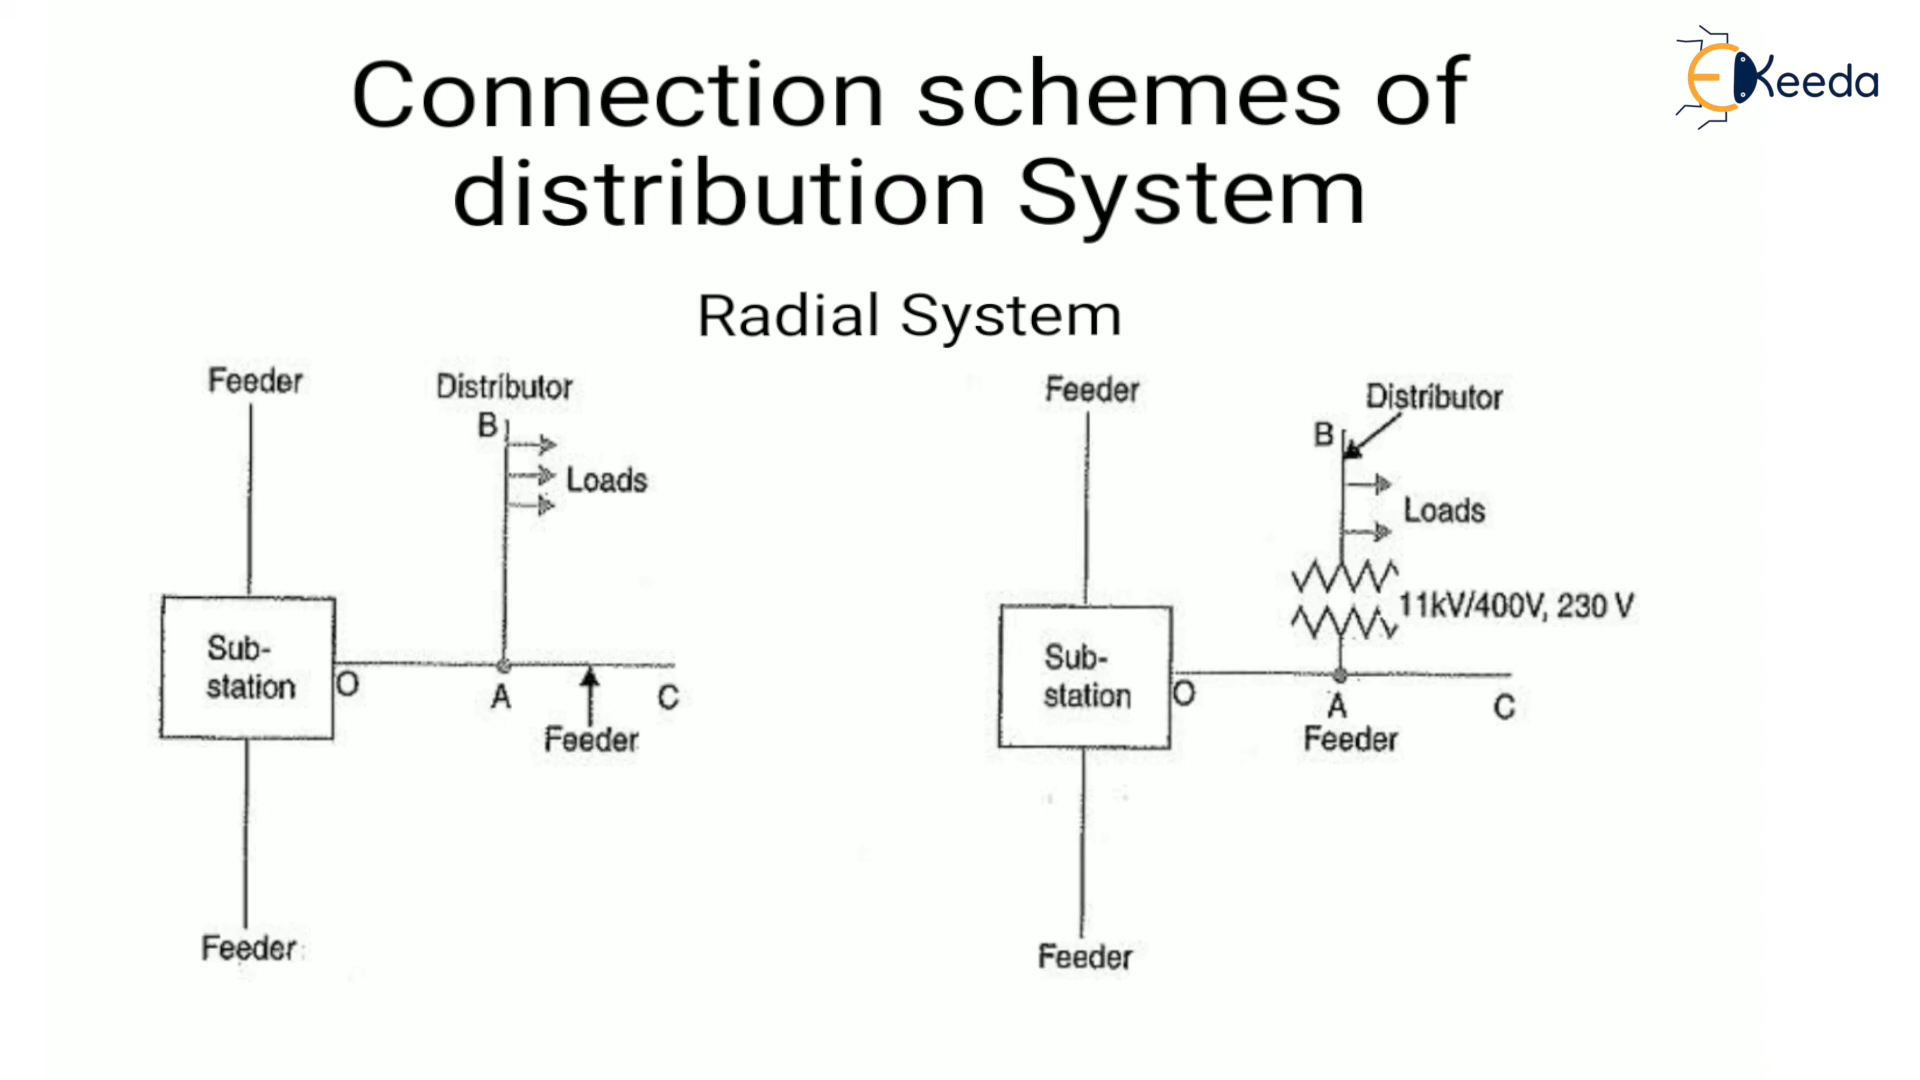 Connection schemes of
distribution System
EKeeda
Radial System
Feeder
Distributor
B
Loads
Sub-
station
O
A
C
Feeder
Feeder
Feeder
Distributor
B
Loads
11kV/400V, 230 V
Sub-
station
O
A
C
Feeder
Feeder